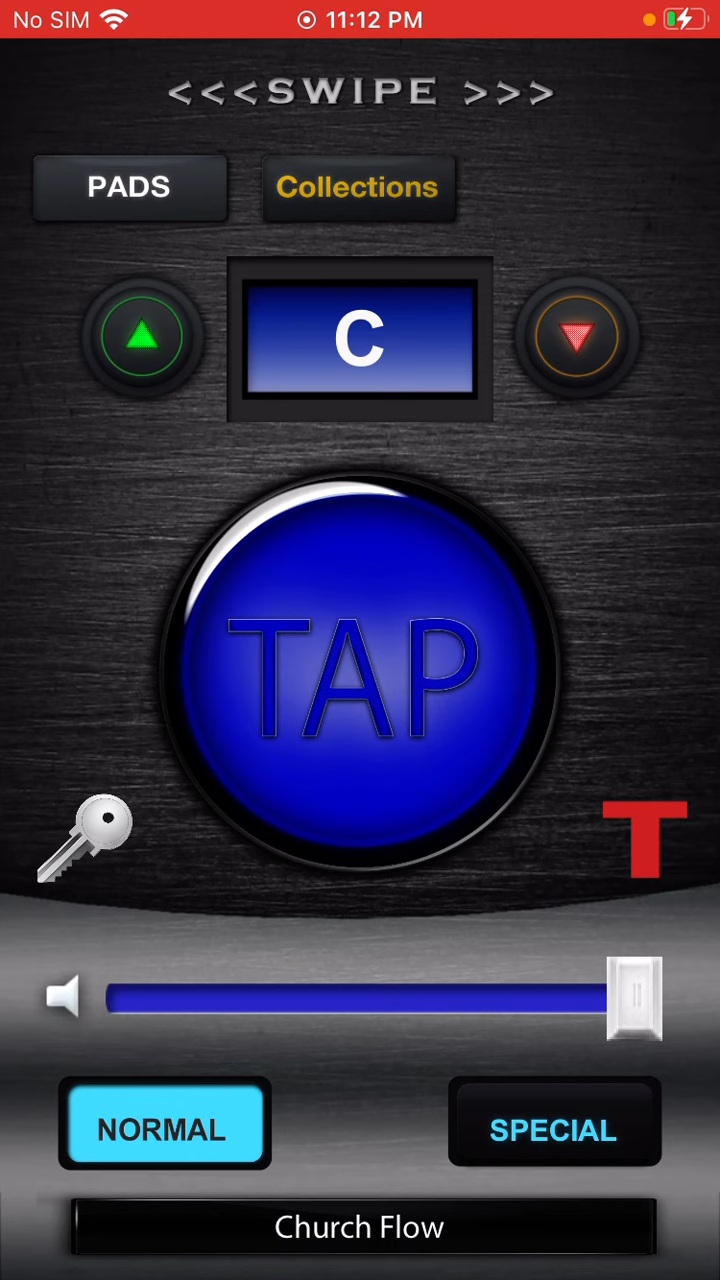 No SIM 11:12 PM
<<<SWIPE >>>
PADS Collections
C
TAP
T
NORMAL SPECIAL
Church Flow